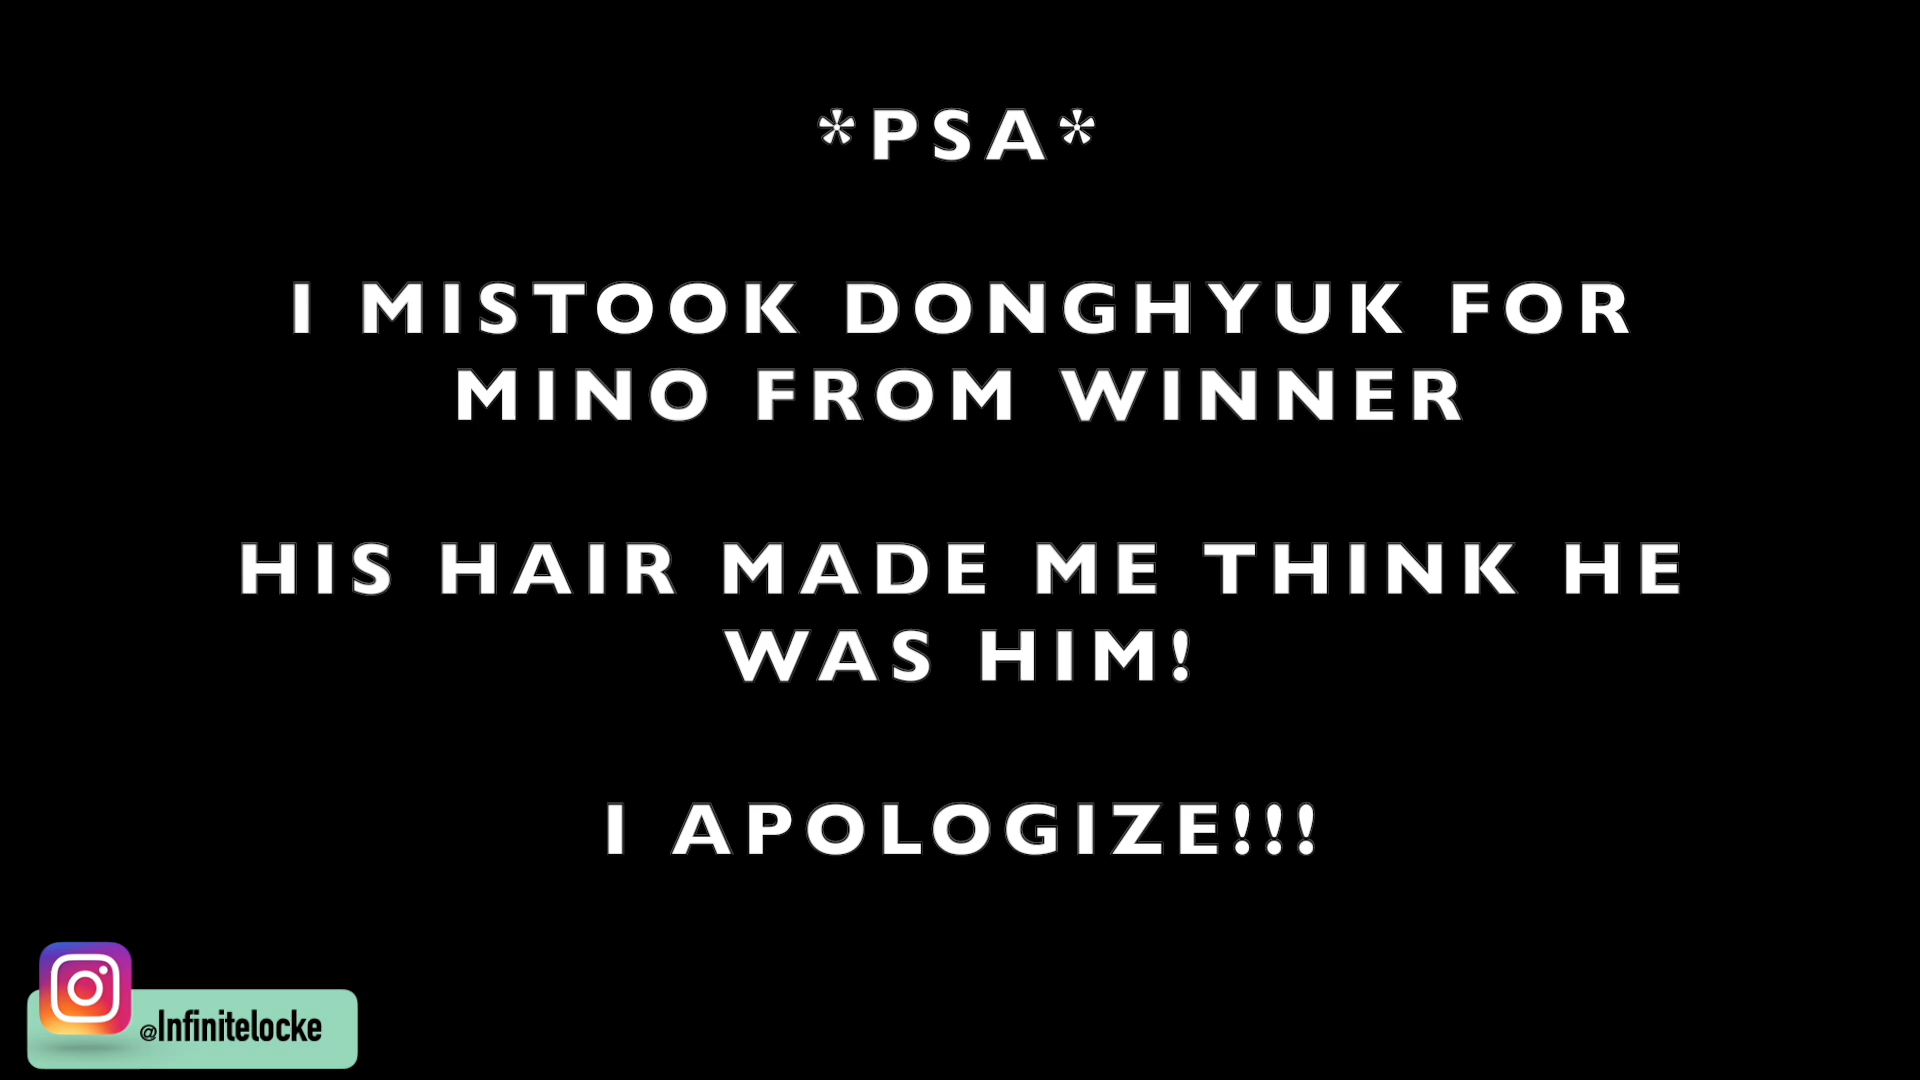 *PSA*
I MISTOOK DONGHYUK FOR
MINO FROM WINNER
HIS HAIR MADE ME THINK HE
WAS HIM!
I APOLOGIZE!!!
@Infinitelocke